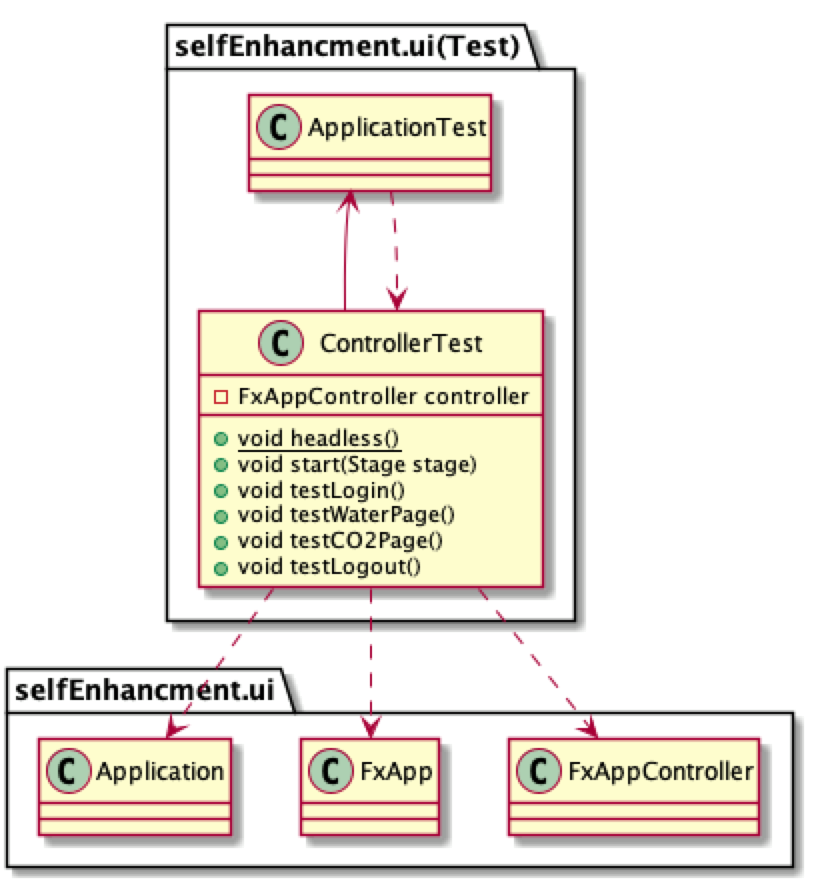 selfEnhancment.ui(Test)
C ApplicationTest
C ControllerTest
FxAppController controller
void headless()
void start(Stage stage)
void testLogin()
void testWaterPage()
void testCO2Page()
void testLogout()
selfEnhancment.ui
C Application
C FxApp
C FxAppController